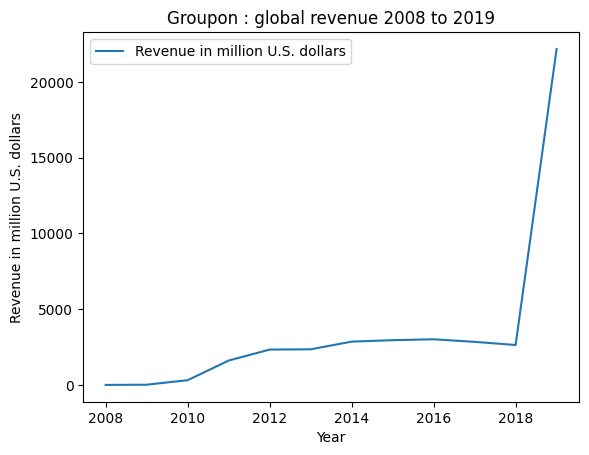 Groupon : global revenue 2008 to 2019
Revenue in million U.S. dollars
Revenue in million U.S. dollars
20000
15000
10000
5000
0
2008 2010 2012 2014 2016 2018
Year